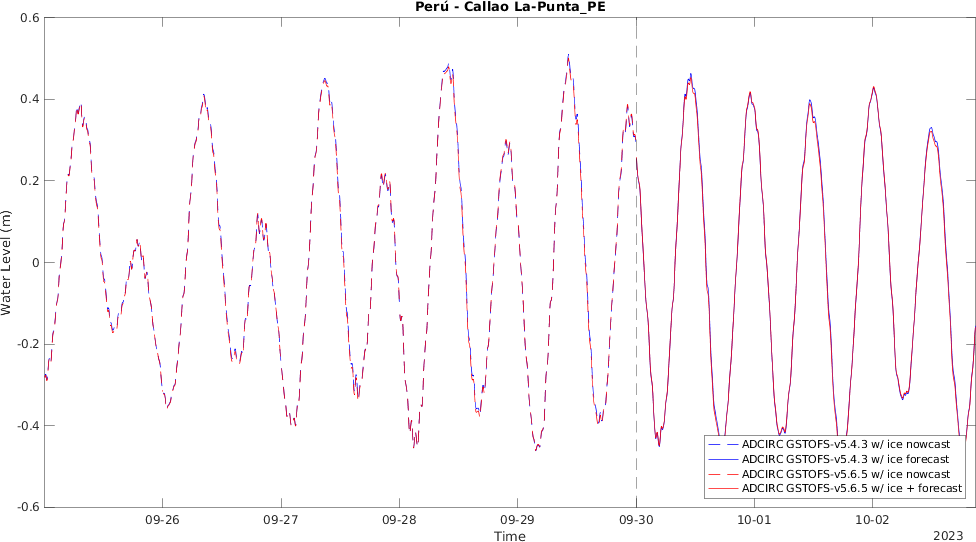 Perú - Callao La-Punta_PE
0.6
0.4
0.2
0
-0.2
-0.4
-0.6
Water Level (m)
09-26
09-27
09-28
09-29
09-30
10-01
10-02
Time
2023
ADCIRC GSTOFS-v5.4.3 w/ ice nowcast
ADCIRC GSTOFS-v5.4.3 w/ ice forecast
ADCIRC GSTOFS-v5.6.5 w/ ice nowcast
ADCIRC GSTOFS-v5.6.5 w/ ice + forecast